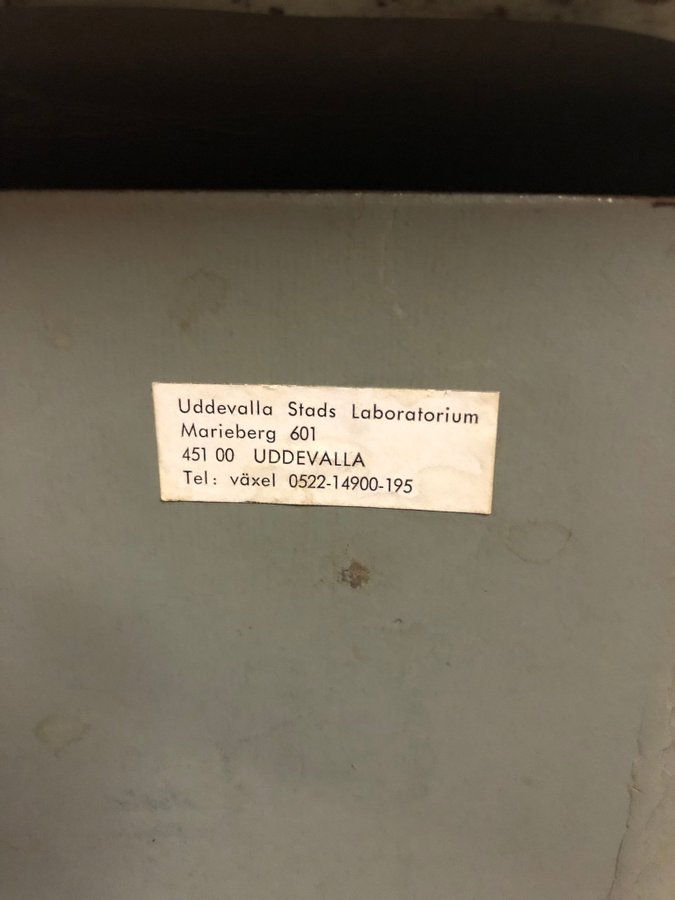 Uddevalla Stads Laboratorium
Marieberg 601
451 00 UDDEVALLA
Tel: växel 0522-14900-195